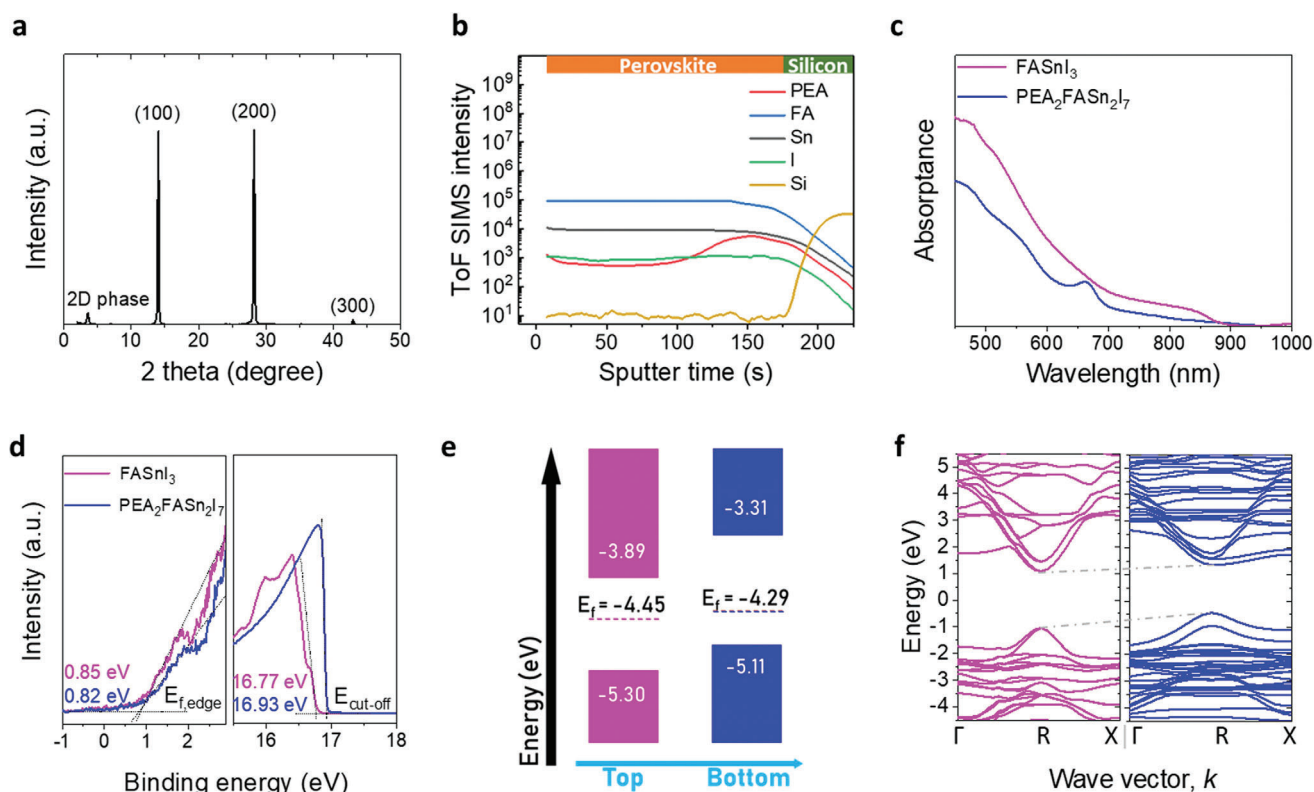 a
Intensity (a.u.)
(100)
(200)
2D phase
(300)
0 10 20 30 40 50
2 theta (degree)
b
Perovskite Silicon
ToF SIMS intensity
10⁹
10⁸
10⁷
10⁶
10⁵
10⁴
10³
10²
10¹
PEA
FA
Sn
I
Si
0 50 100 150 200
Sputter time (s)
c
FASnI₃
PEA₂FASn₂I₇
Absorptance
500 600 700 800 900 1000
Wavelength (nm)
d
FASnI₃
PEA₂FASn₂I₇
Intensity (a.u.)
0.85 eV
0.82 eV
E_f,edge
16.77 eV
16.93 eV
E_cut-off
-1 0 1 2 16 17 18
Binding energy (eV)
e
Energy (eV)
-3.89
-3.31
E_f = -4.45
E_f = -4.29
-5.30
-5.11
Top Bottom
f
Energy (eV)
5
4
3
2
1
0
-1
-2
-3
-4
Γ R X Γ R X
Wave vector, k